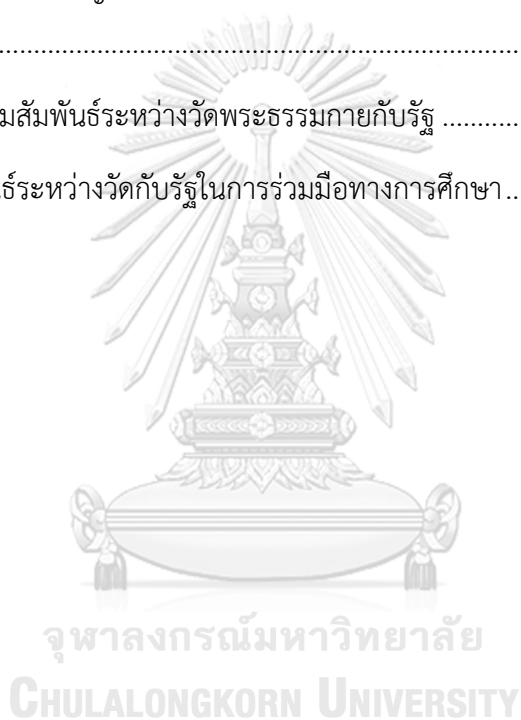 ..........................................................................
มสัมพันธ์ระหว่างวัดพระธรรมกายกับรัฐ ...........
ธ์ระหว่างวัดกับรัฐในการร่วมมือทางการศึกษา ..
จุฬาลงกรณ์มหาวิทยาลัย
CHULALONGKORN UNIVERSITY